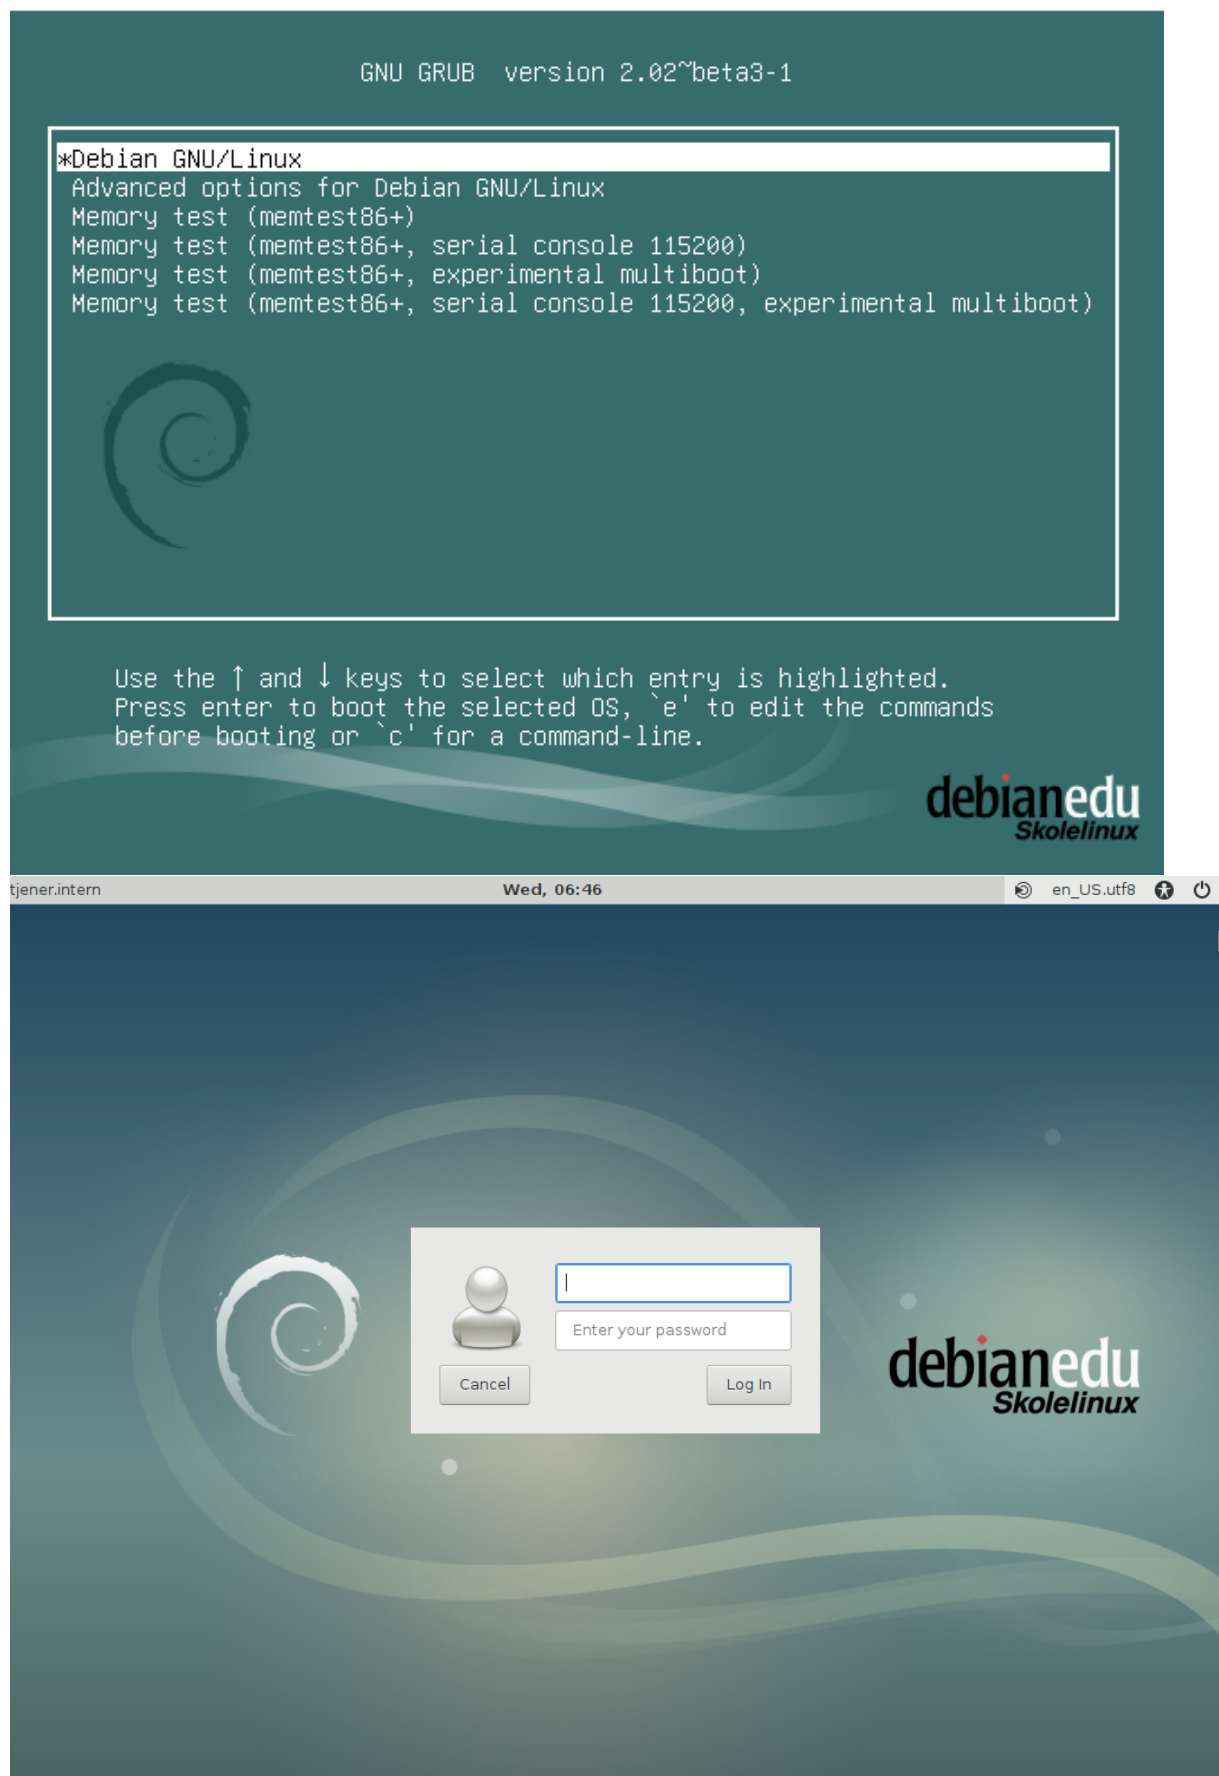 GNU GRUB  version 2.02~beta3-1
*Debian GNU/Linux
Advanced options for Debian GNU/Linux
Memory test (memtest86+)
Memory test (memtest86+, serial console 115200)
Memory test (memtest86+, experimental multiboot)
Memory test (memtest86+, serial console 115200, experimental multiboot)
Use the ↑ and ↓ keys to select which entry is highlighted.
Press enter to boot the selected OS, `e' to edit the commands
before booting or `c' for a command-line.
debianedu
Skolelinux
tjener.intern Wed, 06:46 en_US.utf8
Enter your password
Cancel Log In
debianedu
Skolelinux